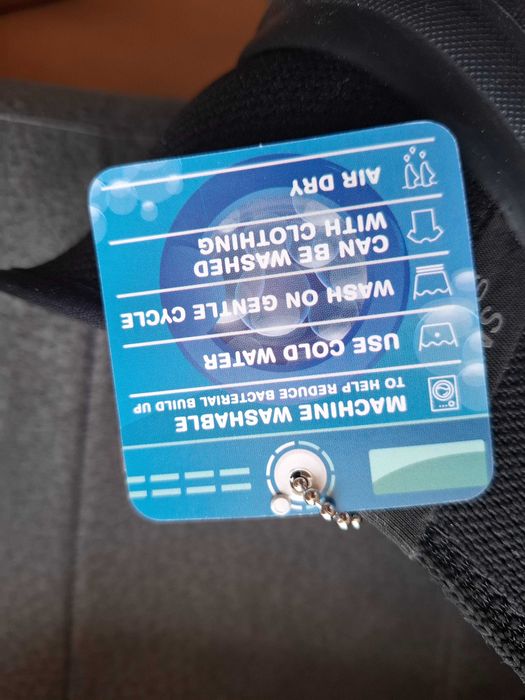 MACHINE WASHABLE
TO HELP REDUCE BACTERIAL BUILD UP
USE COLD WATER
WASH ON GENTLE CYCLE
CAN BE WASHED
WITH CLOTHING
AIR DRY